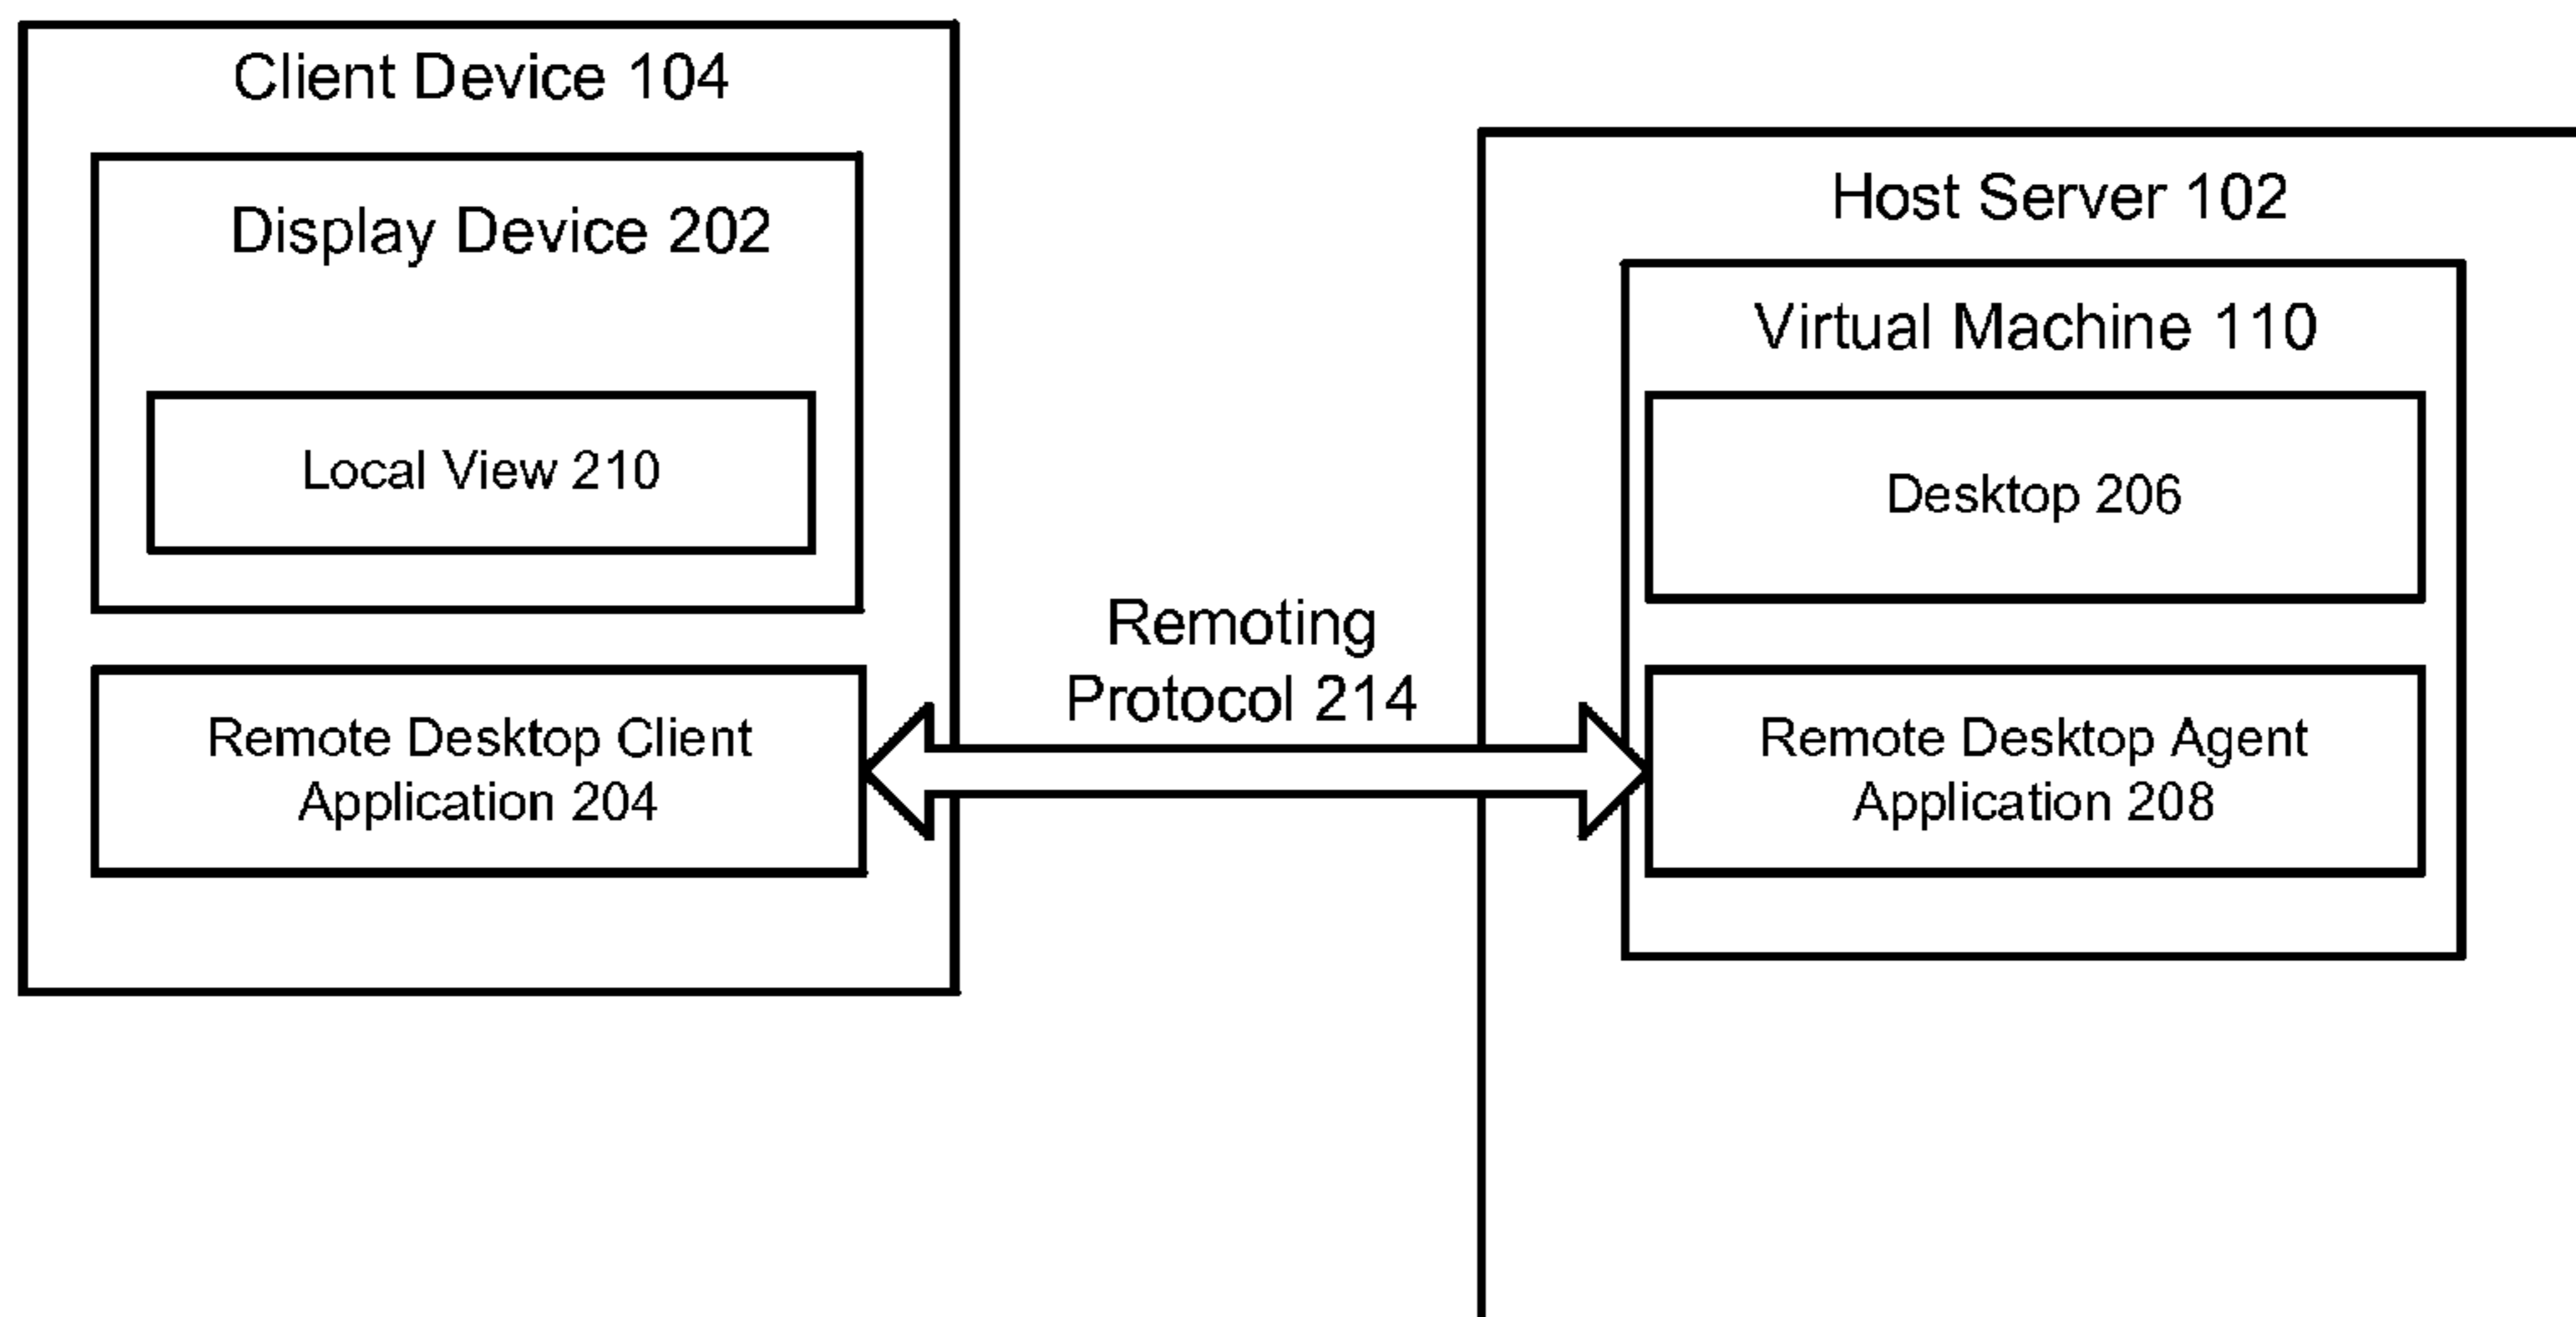 Client Device 104
Display Device 202
Local View 210
Remote Desktop Client
Application 204
Remoting
Protocol 214
Host Server 102
Virtual Machine 110
Desktop 206
Remote Desktop Agent
Application 208